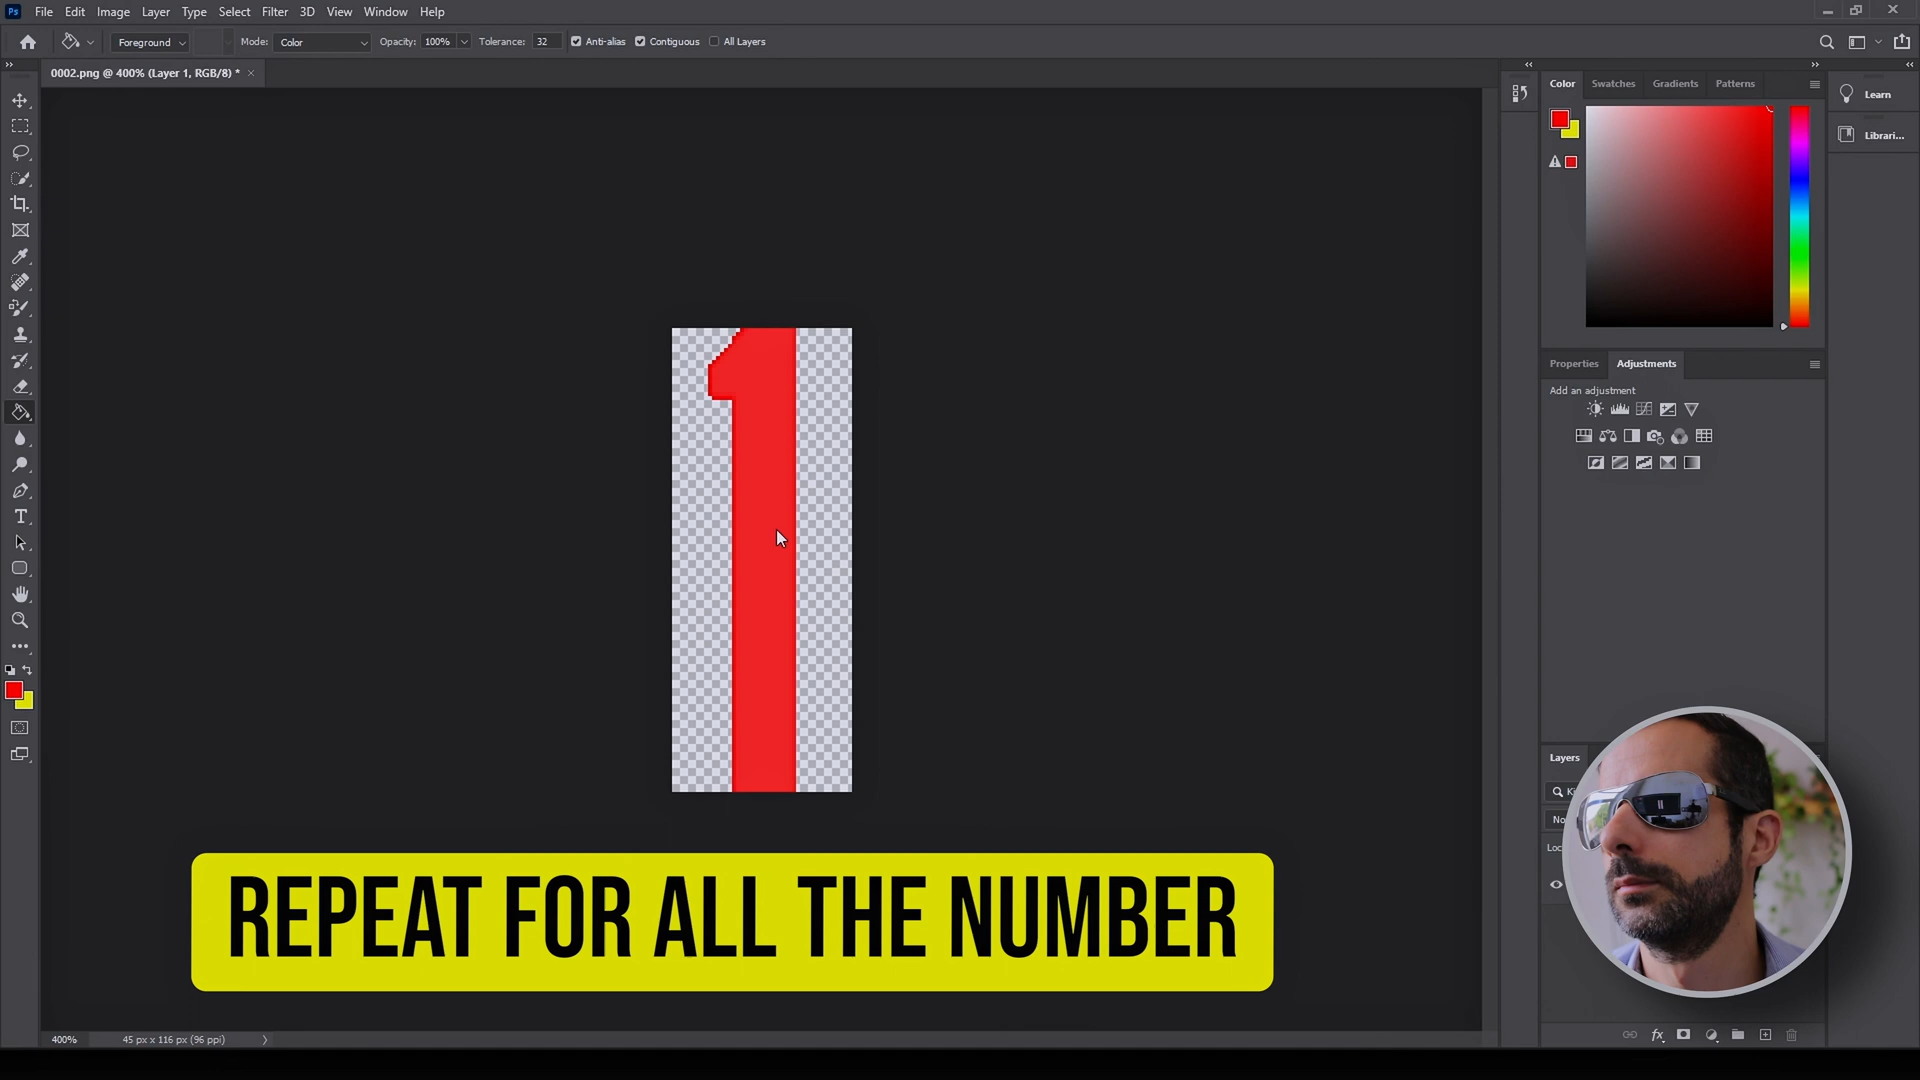 Ps File Edit Image Layer Type Select Filter 3D View Window Help
Foreground Mode: Color Opacity: 100% Tolerance: 32 Anti-alias Contiguous All Layers
0002.png @ 400% (Layer 1, RGB/8) *
Color Swatches Gradients Patterns
Learn
Librari...
1
Properties Adjustments
Add an adjustment
Layers
REPEAT FOR ALL THE NUMBER
400% 45 px x 116 px (96 ppi)